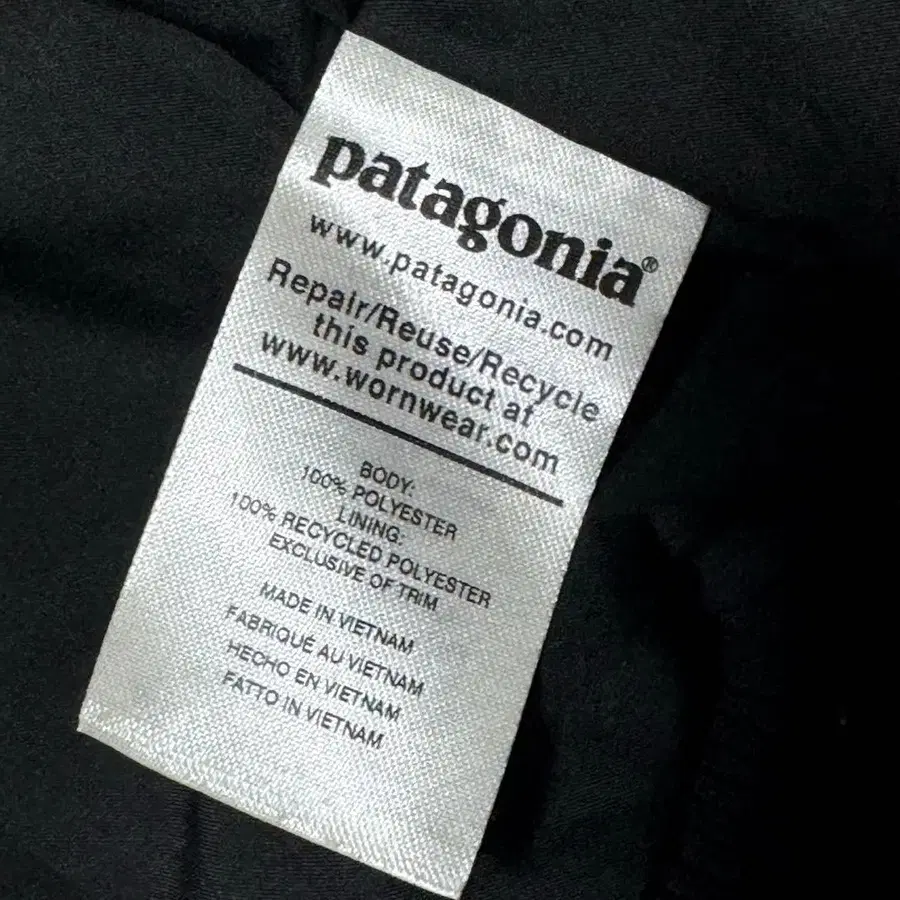 patagonia®
www.patagonia.com
Repair/Reuse/Recycle
this product at
www.wornwear.com
BODY:
100% POLYESTER
LINING:
100% RECYCLED POLYESTER
EXCLUSIVE OF TRIM
MADE IN VIETNAM
FABRIQUÉ AU VIETNAM
HECHO EN VIETNAM
FATTO IN VIETNAM